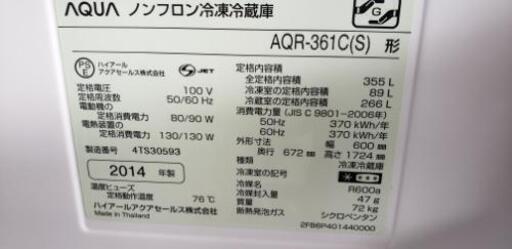 AQUA ノンフロン冷凍冷蔵庫
AQR-361C(S) 形
G
PS E
ハイアール
アクアセールス株式会社
S-JET
定格電圧 100 V
定格周波数 50/60 Hz
電動機の
定格消費電力 80/90 W
電熱装置の
定格消費電力 130/130 W
製造番号 4TS30593
2014 年製
温度ヒューズ
定格動作温度 76℃
ハイアールアクアセールス株式会社
Made in Thailand
定格内容積
全定格内容積 355 L
冷凍室の定格内容積 89 L
冷蔵室の定格内容積 266 L
消費電力量 (JIS C 9801-2006年)
50Hz 370 kWh/年
60Hz 370 kWh/年
外形寸法 幅 600 mm
奥行 672 mm 高さ 1724 mm
種類 冷凍冷蔵庫
冷凍室の記号
冷媒名 R600a
冷媒封入量 47 g
質量 72 kg
断熱発泡ガス シクロペンタン
2FB6P401440000